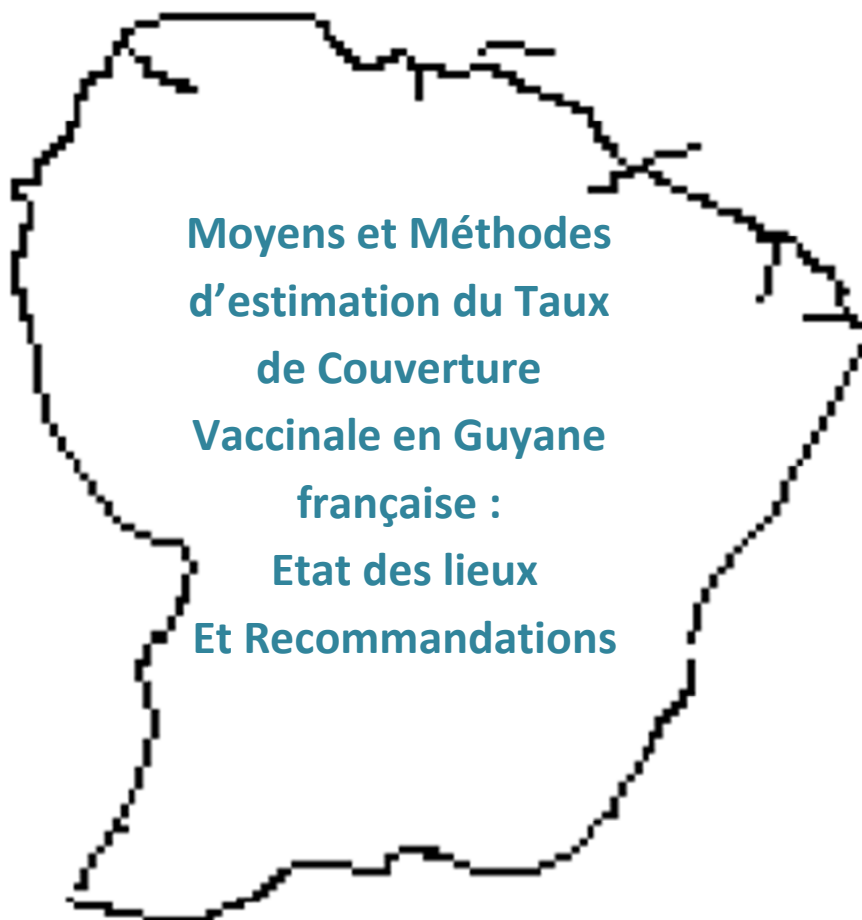 Moyens et Méthodes
d’estimation du Taux
de Couverture
Vaccinale en Guyane
française :
Etat des lieux
Et Recommandations